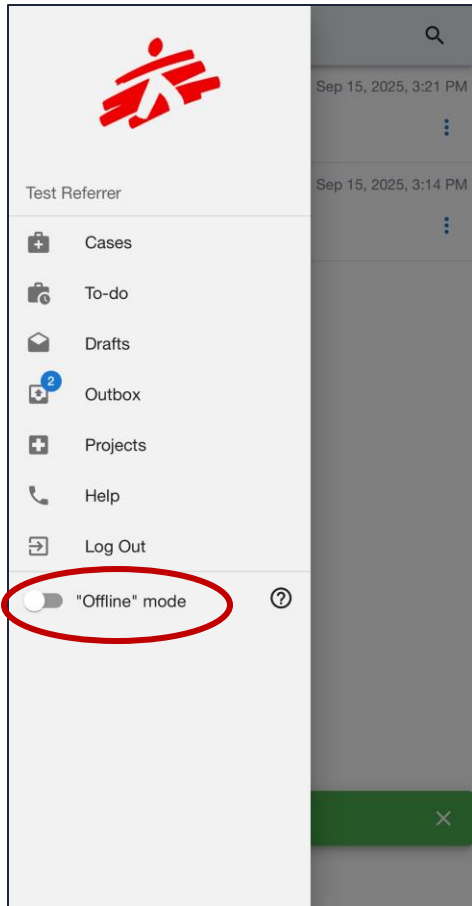 Sep 15, 2025, 3:21 PM
Test Referrer
Sep 15, 2025, 3:14 PM
Cases
To-do
Drafts
2
Outbox
Projects
Help
Log Out
"Offline" mode
?